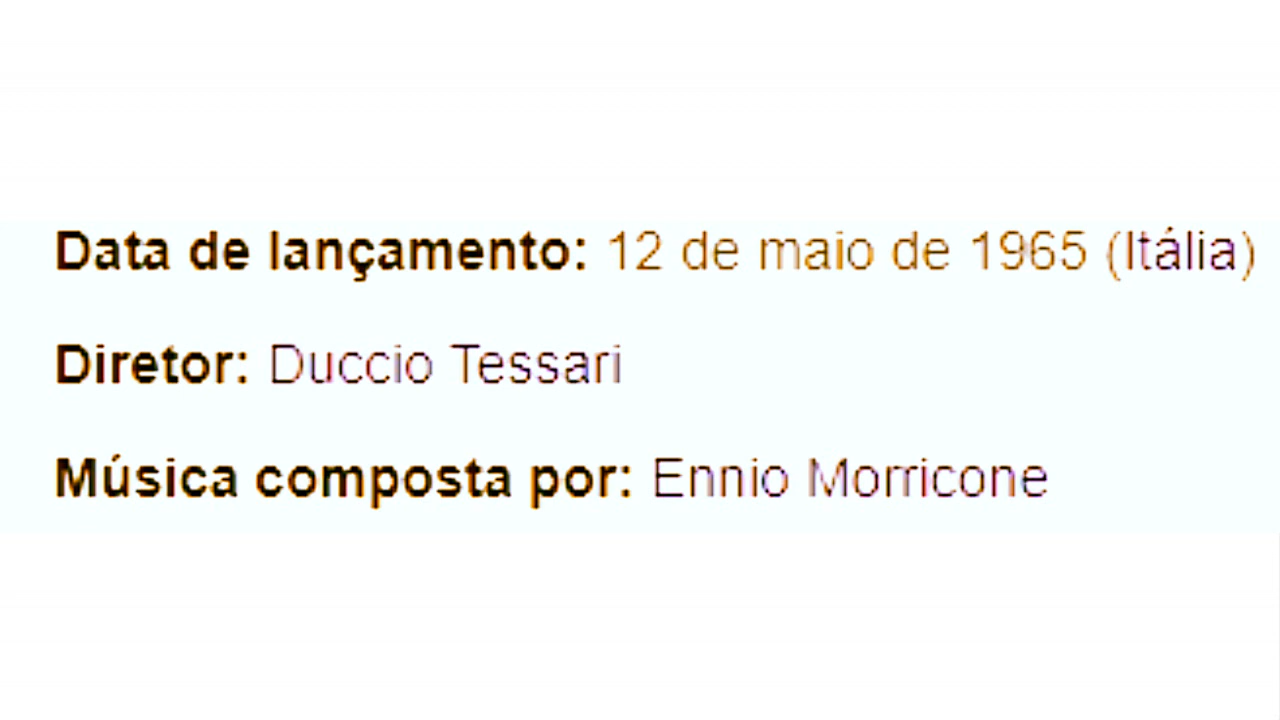 Data de lançamento: 12 de maio de 1965 (Itália)
Diretor: Duccio Tessari
Música composta por: Ennio Morricone